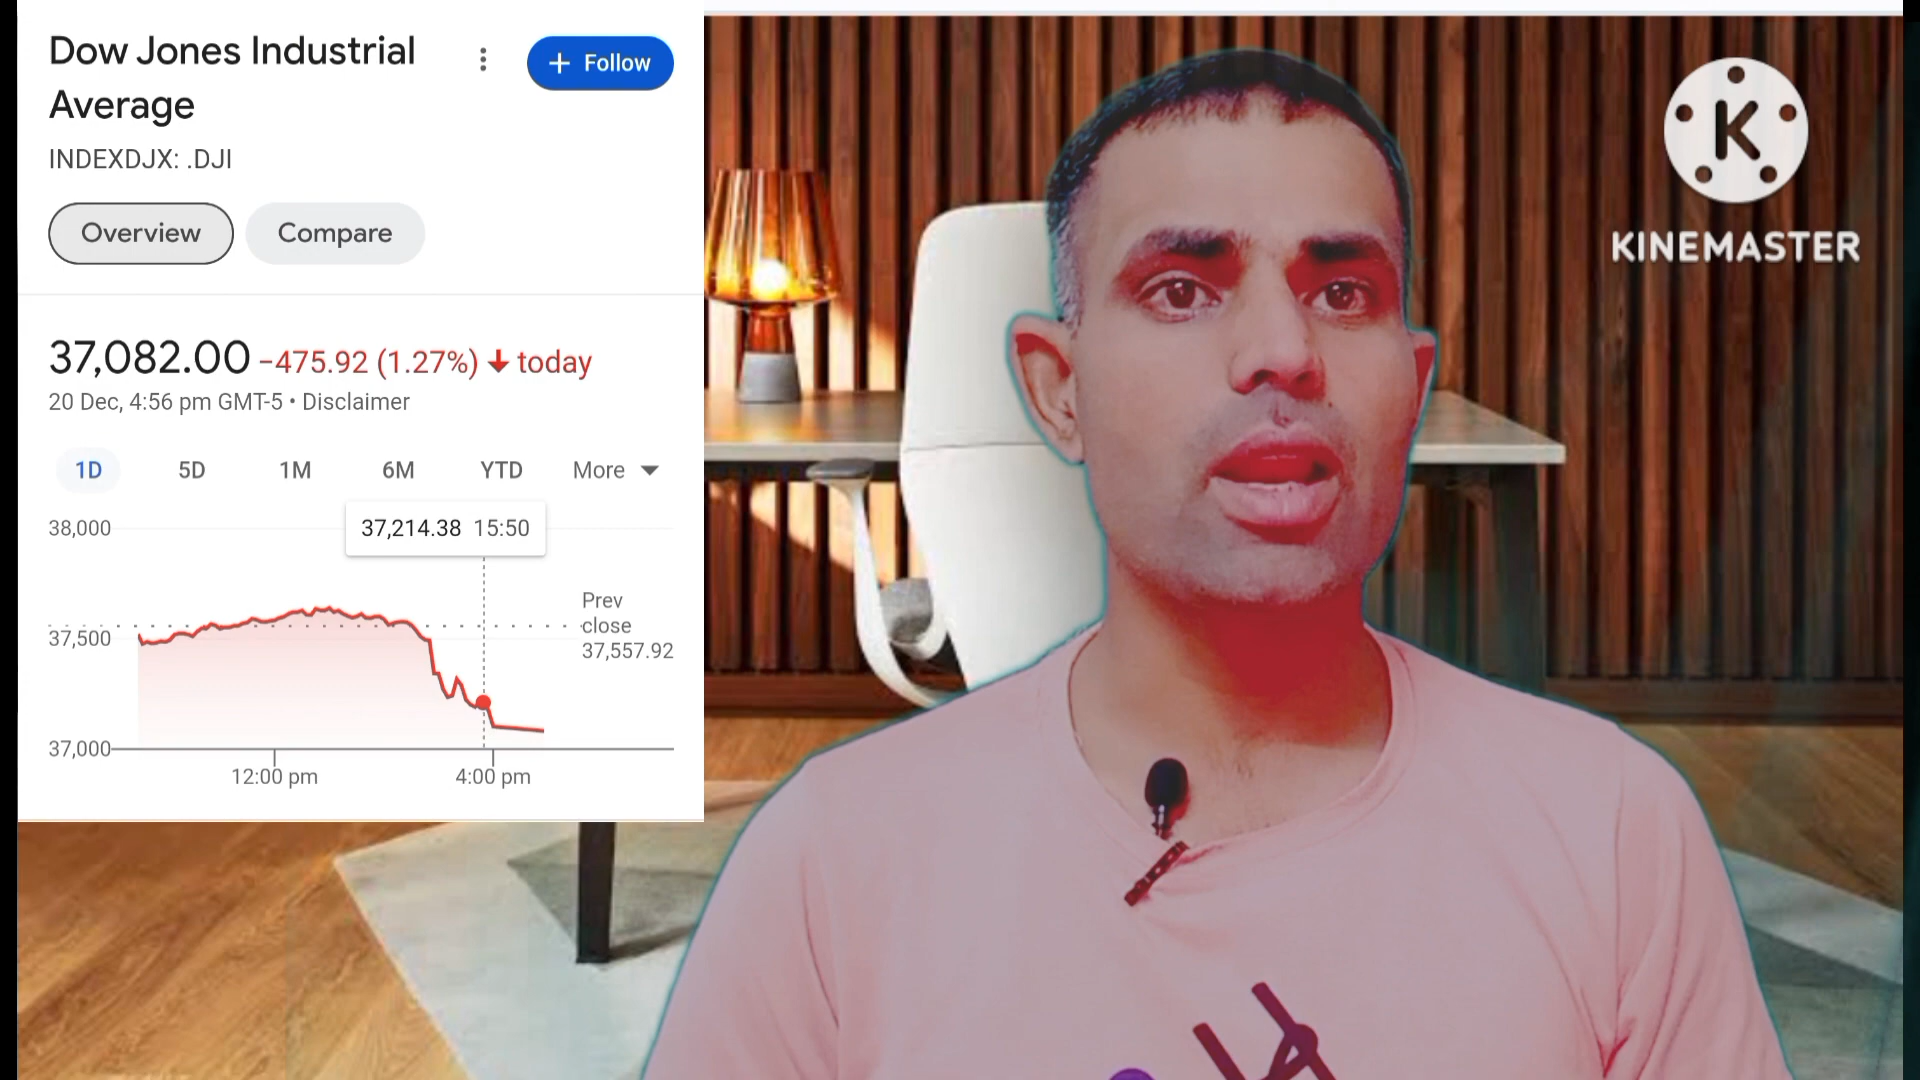 Dow Jones Industrial
Average
+ Follow
INDEXDJX: .DJI
Overview
Compare
37,082.00 −475.92 (1.27%) ↓ today
20 Dec, 4:56 pm GMT-5 • Disclaimer
1D 5D 1M 6M YTD More
37,214.38 15:50
38,000
37,500
37,000
Prev
close
37,557.92
12:00 pm 4:00 pm
K
KINEMASTER